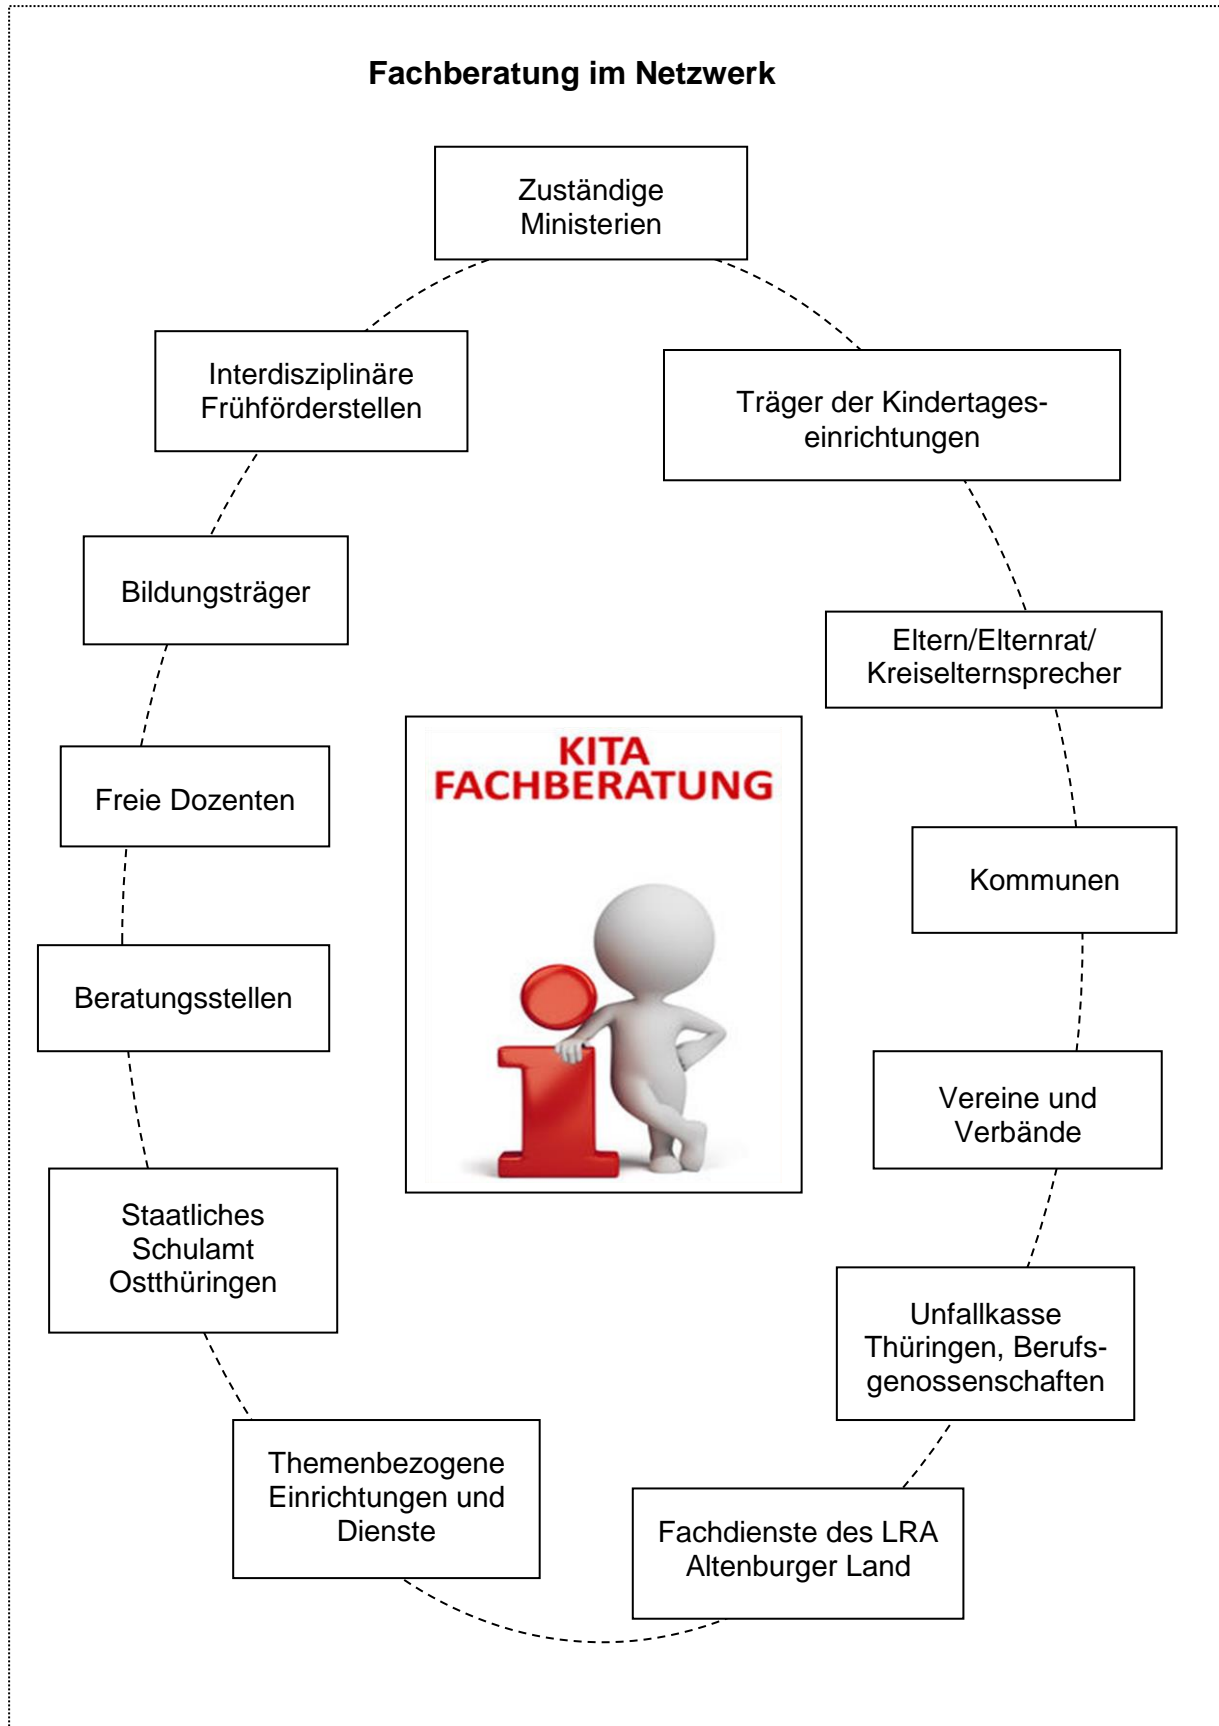 Fachberatung im Netzwerk
Zuständige
Ministerien
Interdisziplinäre
Frühförderstellen
Träger der Kindertages-
einrichtungen
Bildungsträger
Eltern/Elternrat/
Kreiselternsprecher
KITA
FACHBERATUNG
Freie Dozenten
Kommunen
Beratungsstellen
Vereine und
Verbände
Staatliches
Schulamt
Ostthüringen
Unfallkasse
Thüringen, Berufs-
genossenschaften
Themenbezogene
Einrichtungen und
Dienste
Fachdienste des LRA
Altenburger Land